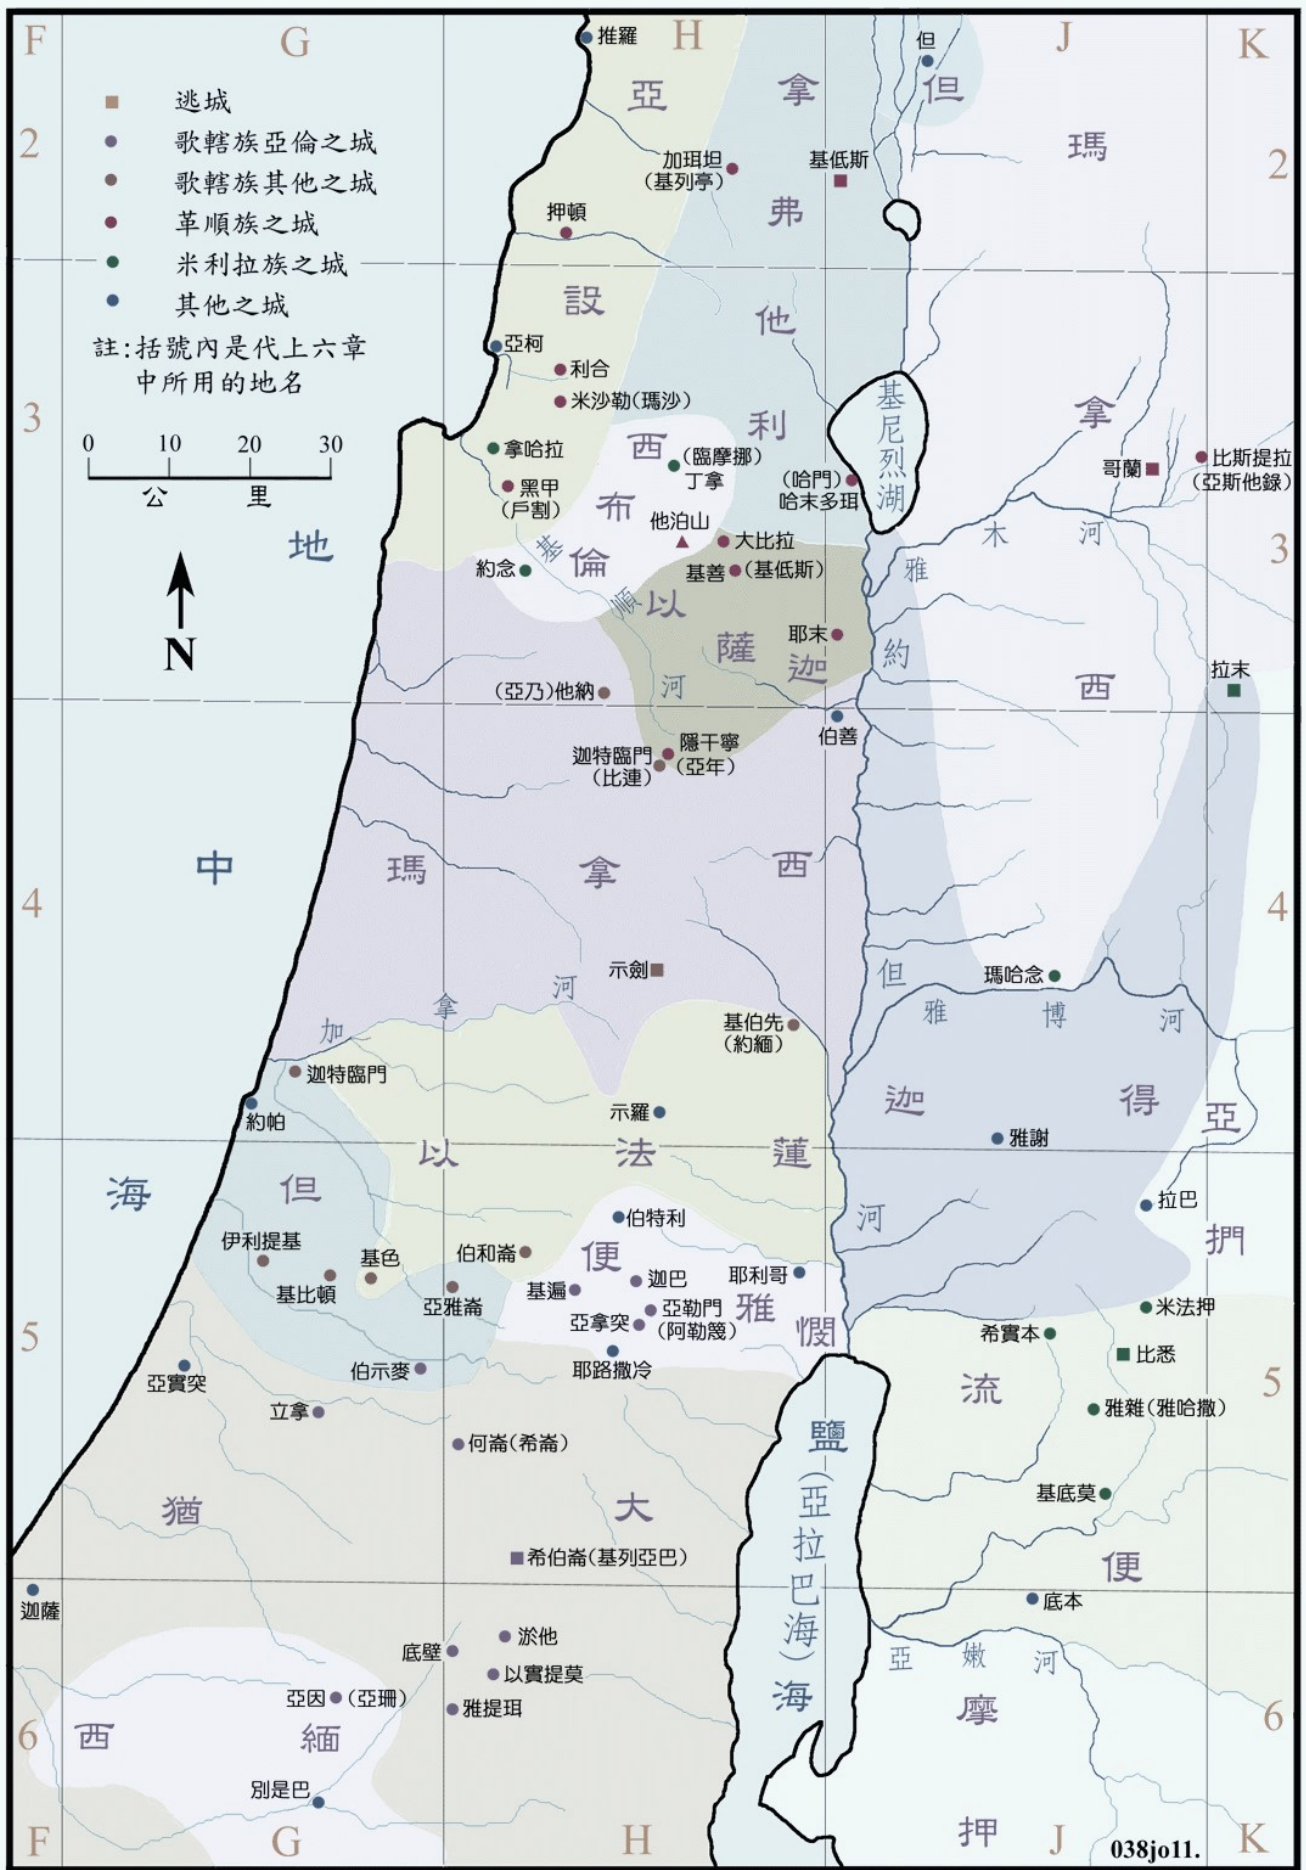 F
G
H
J
K
推羅
但
亞
拿
但
逃城
歌轄族亞倫之城
歌轄族其他之城
革順族之城
米利拉族之城
其他之城
註:括號內是代上六章
中所用的地名
2
瑪
2
加珥坦
(基列亭)
基低斯
弗
押頓
設
他
亞柯
利合
米沙勒(瑪沙)
利
基尼烈湖
拿
3
西
拿哈拉
(臨摩挪)
丁拿
(哈門)
哈末多珥
哥蘭
比斯提拉
(亞斯他錄)
0 10 20 30
公里
黑甲
(戶割)
布
他泊山
大比拉
木河
3
地
基
倫
約念
基善
(基低斯)
雅
順
以
N
薩
迦
耶末
約
拉末
(亞乃)他納
河
西
伯善
隱干寧
(亞年)
迦特臨門
(比連)
中
瑪
拿
西
4
4
示劍
但
瑪哈念
加
拿
河
雅
博
河
基伯先
(約緬)
迦特臨門
約帕
示羅
迦
得
亞
雅謝
以
法
蓮
海
但
拉巴
河
伯特利
捫
伊利提基
基比頓
基色
伯和崙
亞雅崙
便
雅
憫
基遍
迦巴
耶利哥
亞勒門
(阿勒篾)
亞拿突
米法押
5
希實本
比悉
耶路撒冷
亞實突
伯示麥
5
流
立拿
雅雜(雅哈撒)
何崙(希崙)
鹽(亞拉巴海)海
猶
大
基底莫
希伯崙(基列亞巴)
便
迦薩
底本
淤他
底壁
以實提莫
亞
嫩
河
亞因
(亞珊)
雅提珥
6
西
緬
摩
6
別是巴
押
F
G
H
J
K
038jo11.